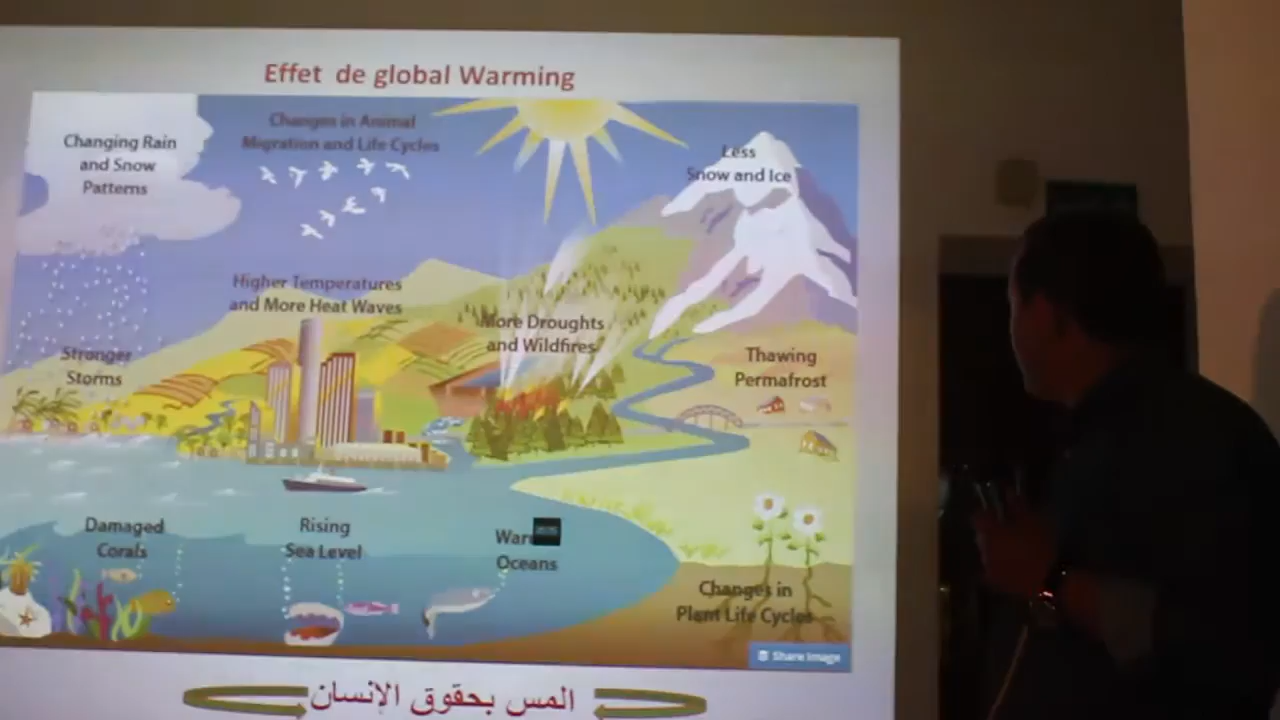 Effet de global Warming
Changing Rain
and Snow
Patterns
Changes in Animal
Migration and Life Cycles
Less
Snow and Ice
Higher Temperatures
and More Heat Waves
More Droughts
and Wildfires
Stronger
Storms
Thawing
Permafrost
Damaged
Corals
Rising
Sea Level
Oceans
Changes in
Plant Life Cycles
Share Image
المس بحقوق الإنسان